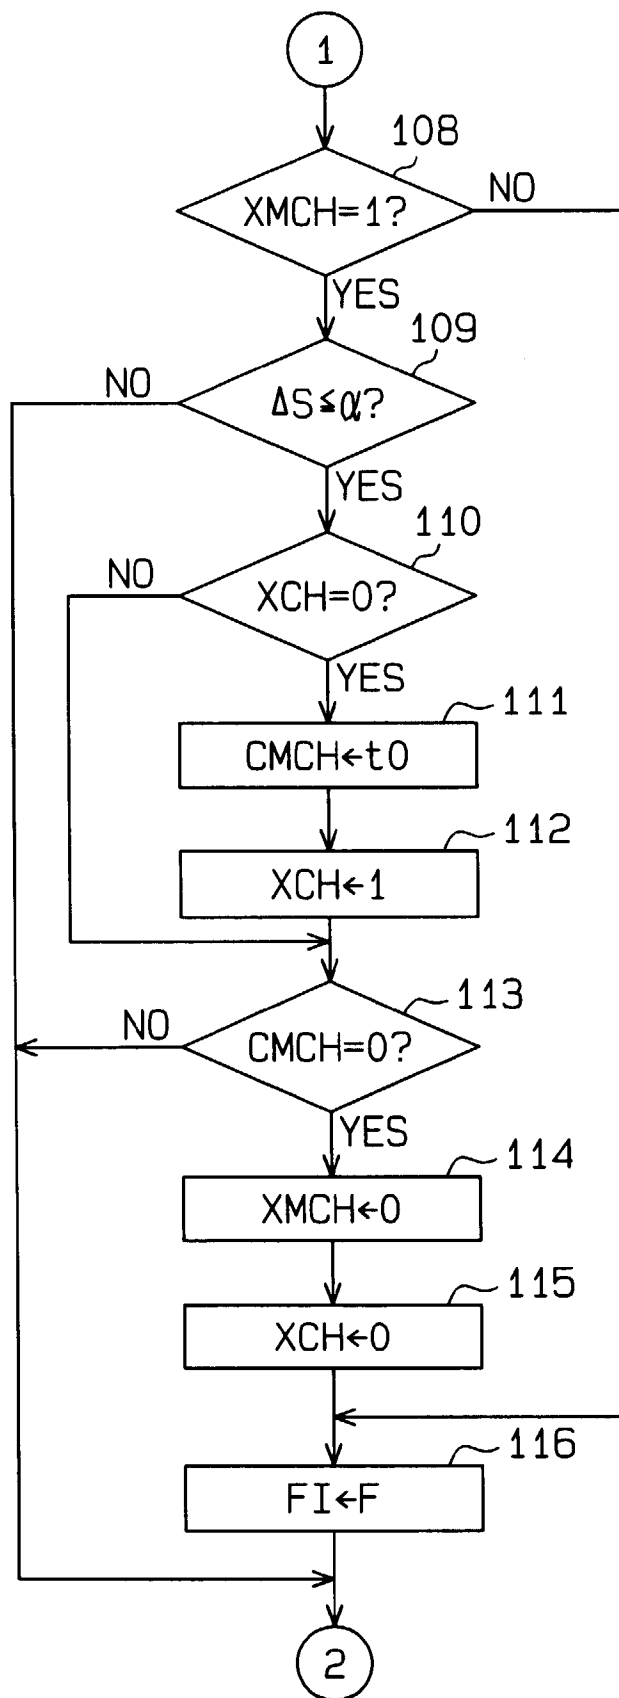 1
108
XMCH=1?
NO
YES
109
NO
ΔS≦α?
YES
110
NO
XCH=0?
YES
111
CMCH←t0
112
XCH←1
113
NO
CMCH=0?
YES
114
XMCH←0
115
XCH←0
116
FI←F
2